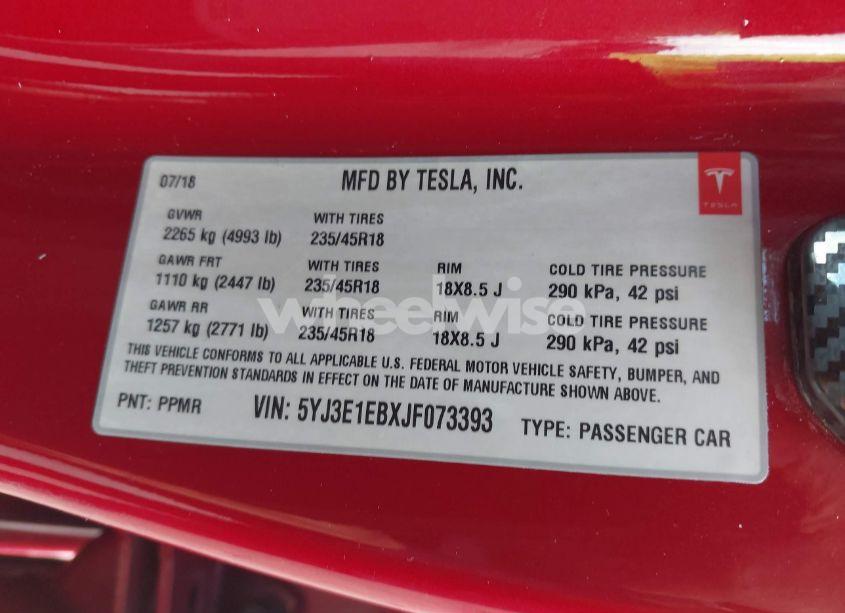 07/18 MFD BY TESLA, INC.
TESLA
GVWR WITH TIRES
2265 kg (4993 lb) 235/45R18
GAWR FRT WITH TIRES RIM COLD TIRE PRESSURE
1110 kg (2447 lb) 235/45R18 18X8.5 J 290 kPa, 42 psi
GAWR RR WITH TIRES RIM COLD TIRE PRESSURE
1257 kg (2771 lb) 235/45R18 18X8.5 J 290 kPa, 42 psi
wheelwise
THIS VEHICLE CONFORMS TO ALL APPLICABLE U.S. FEDERAL MOTOR VEHICLE SAFETY, BUMPER, AND
THEFT PREVENTION STANDARDS IN EFFECT ON THE DATE OF MANUFACTURE SHOWN ABOVE.
PNT: PPMR VIN: 5YJ3E1EBXJF073393 TYPE: PASSENGER CAR